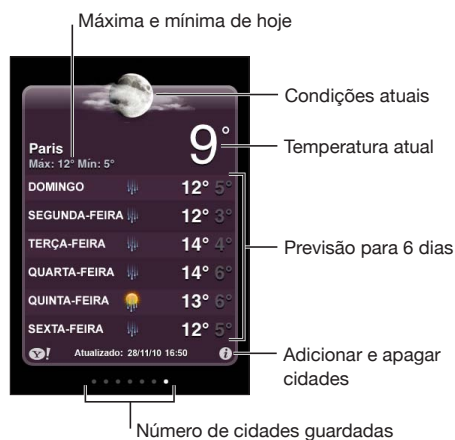 Máxima e mínima de hoje
Condições atuais
Paris
Máx: 12° Mín: 5°
9°
Temperatura atual
DOMINGO 12° 5°
SEGUNDA-FEIRA 12° 3°
TERÇA-FEIRA 14° 4°
QUARTA-FEIRA 14° 6°
QUINTA-FEIRA 13° 6°
SEXTA-FEIRA 12° 5°
Previsão para 6 dias
Y! Atualizado: 28/11/10 16:50 i
Adicionar e apagar
cidades
Número de cidades guardadas